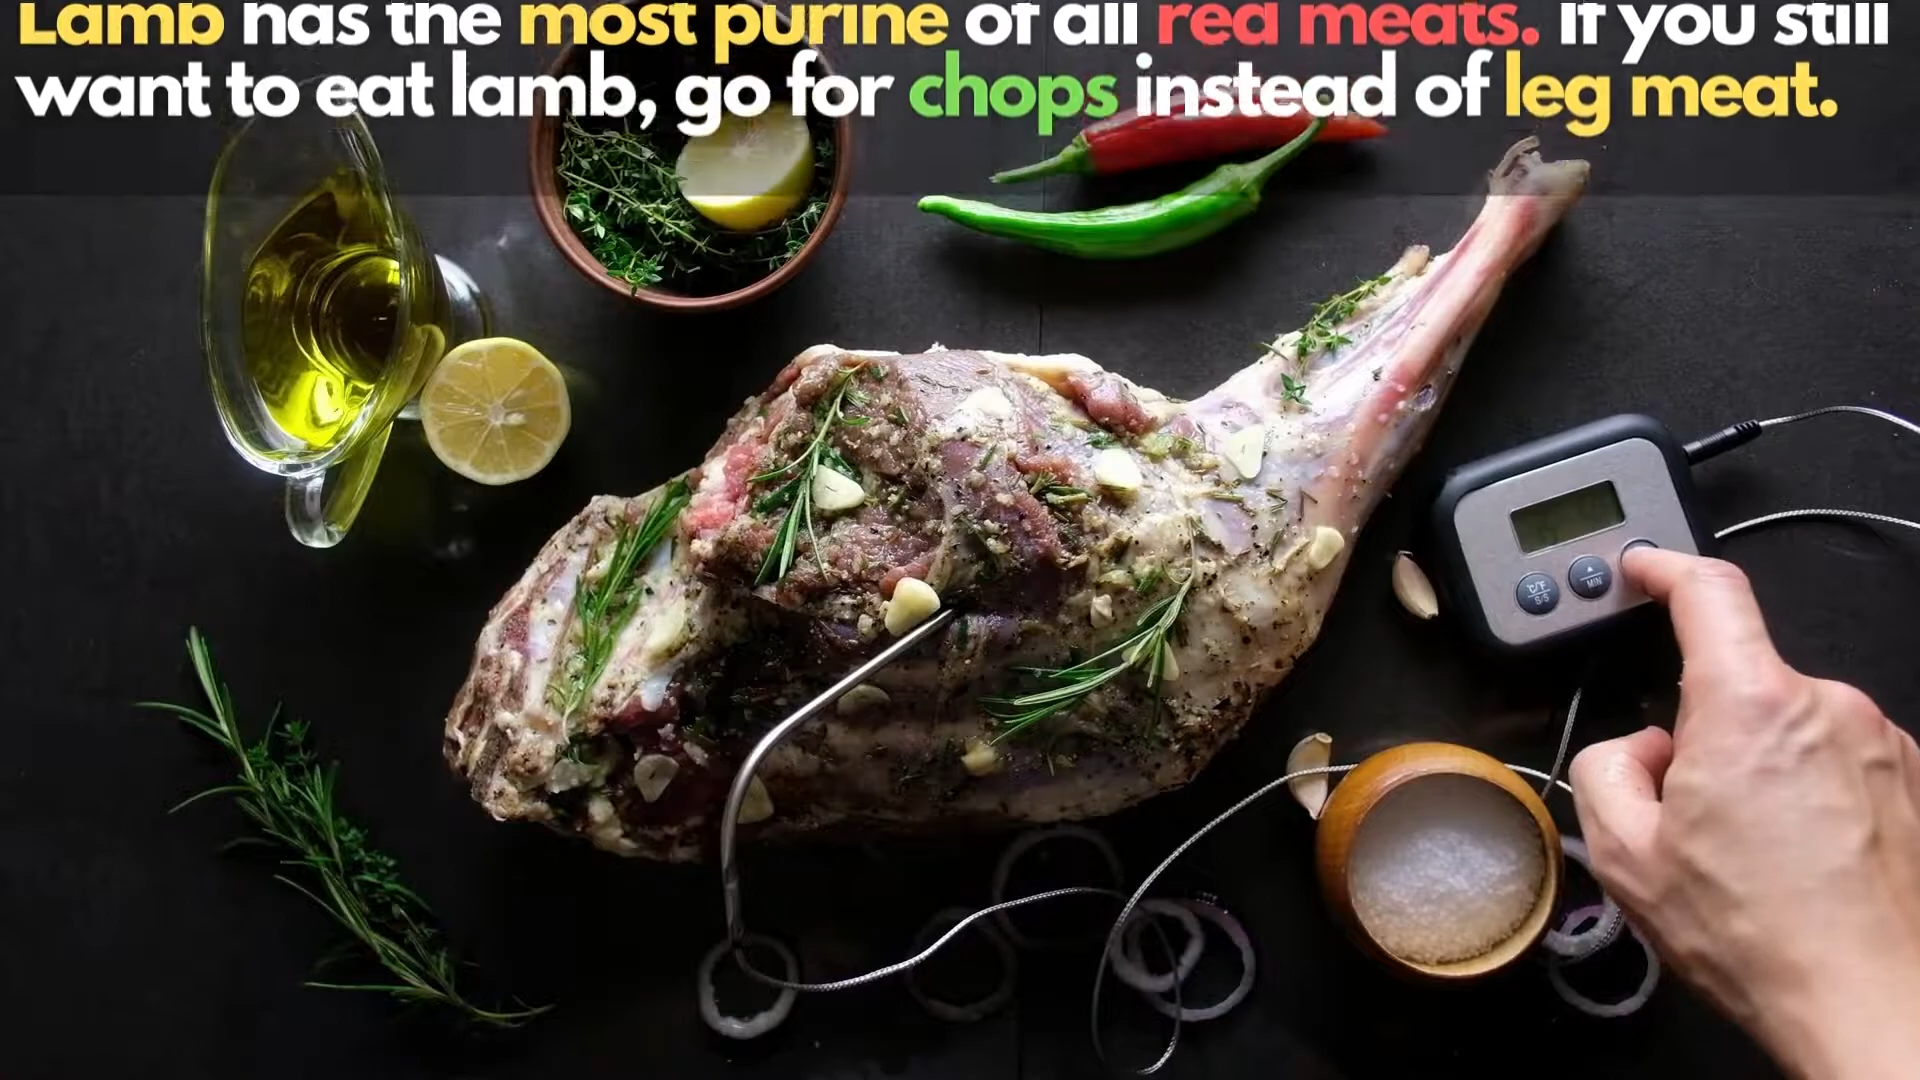 Lamb has the most purine of all red meats. If you still
want to eat lamb, go for chops instead of leg meat.
°C/°F
S/S
MIN